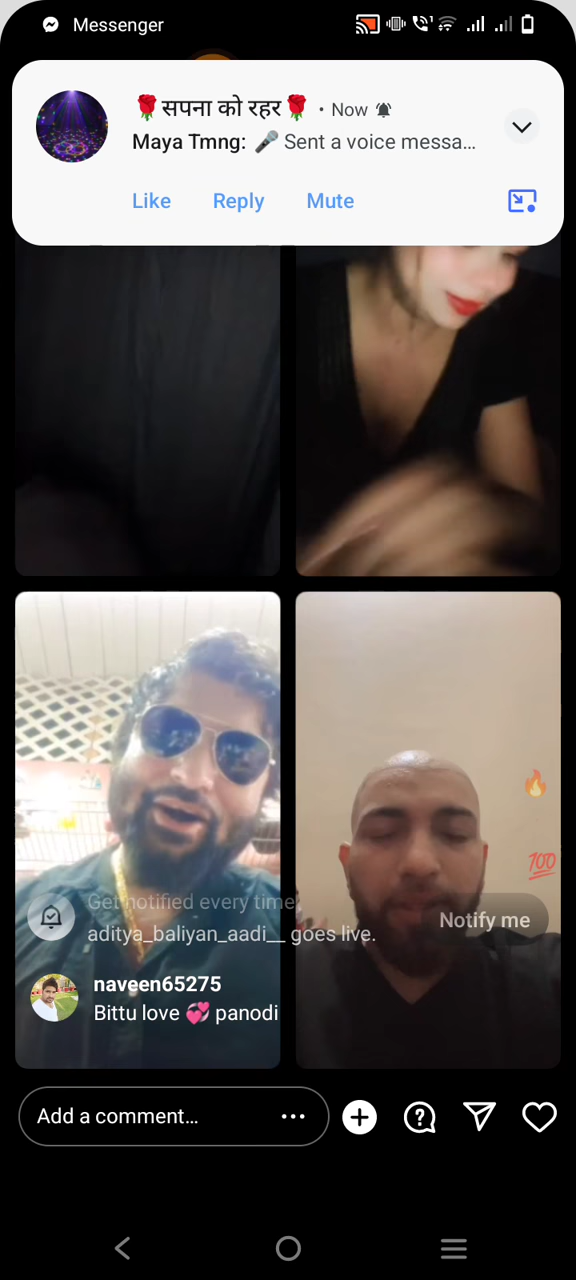 Messenger
🌹सपना को रहर🌹 • Now
Maya Tmng: 🎤 Sent a voice messa…
Like Reply Mute
Get notified every time
aditya_baliyan_aadi__ goes live.
Notify me
naveen65275
Bittu love 💞 panodi
Add a comment…